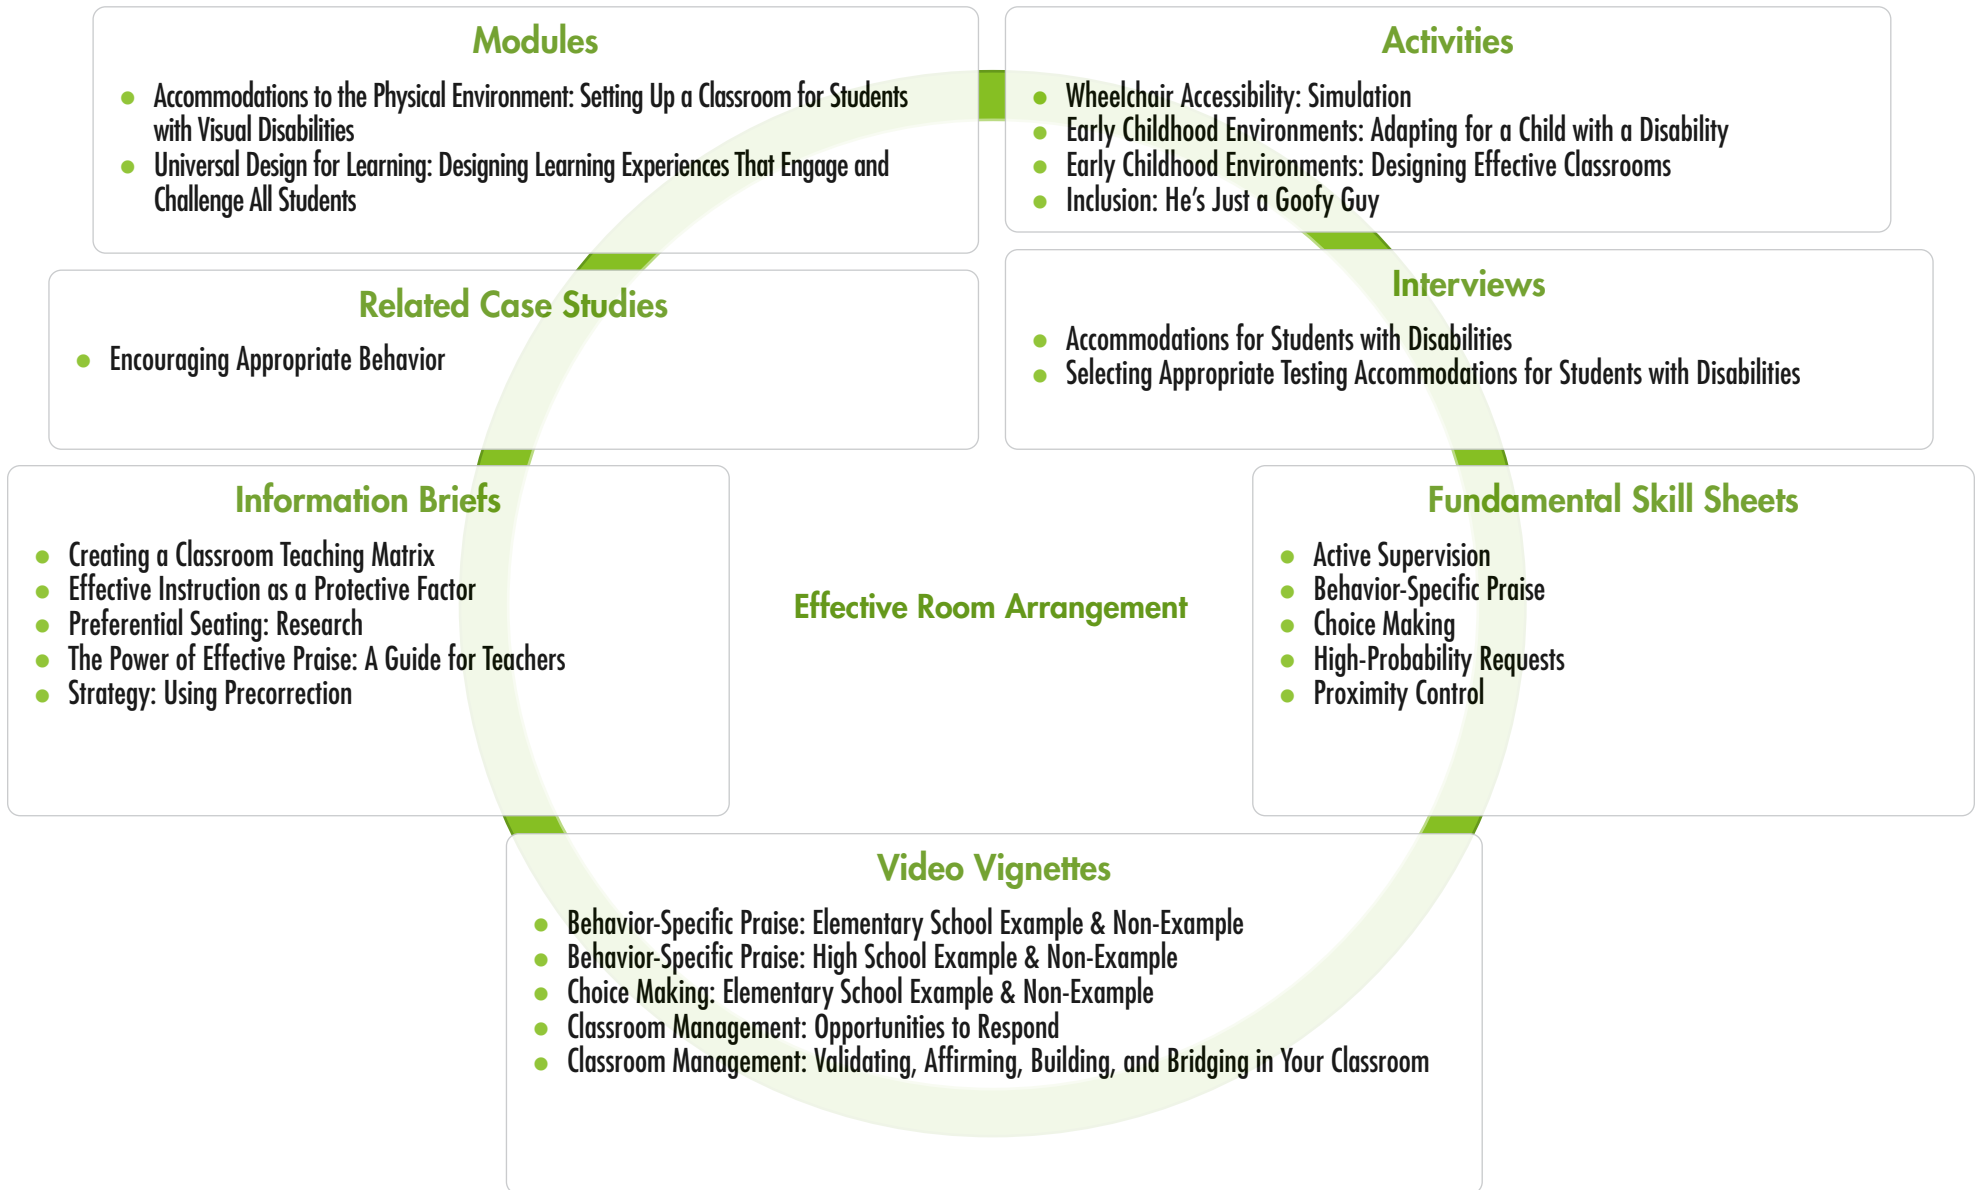 Modules
Accommodations to the Physical Environment: Setting Up a Classroom for Students
with Visual Disabilities
Universal Design for Learning: Designing Learning Experiences That Engage and
Challenge All Students
Activities
Wheelchair Accessibility: Simulation
Early Childhood Environments: Adapting for a Child with a Disability
Early Childhood Environments: Designing Effective Classrooms
Inclusion: He’s Just a Goofy Guy
Related Case Studies
Encouraging Appropriate Behavior
Interviews
Accommodations for Students with Disabilities
Selecting Appropriate Testing Accommodations for Students with Disabilities
Information Briefs
Creating a Classroom Teaching Matrix
Effective Instruction as a Protective Factor
Preferential Seating: Research
The Power of Effective Praise: A Guide for Teachers
Strategy: Using Precorrection
Effective Room Arrangement
Fundamental Skill Sheets
Active Supervision
Behavior-Specific Praise
Choice Making
High-Probability Requests
Proximity Control
Video Vignettes
Behavior-Specific Praise: Elementary School Example & Non-Example
Behavior-Specific Praise: High School Example & Non-Example
Choice Making: Elementary School Example & Non-Example
Classroom Management: Opportunities to Respond
Classroom Management: Validating, Affirming, Building, and Bridging in Your Classroom